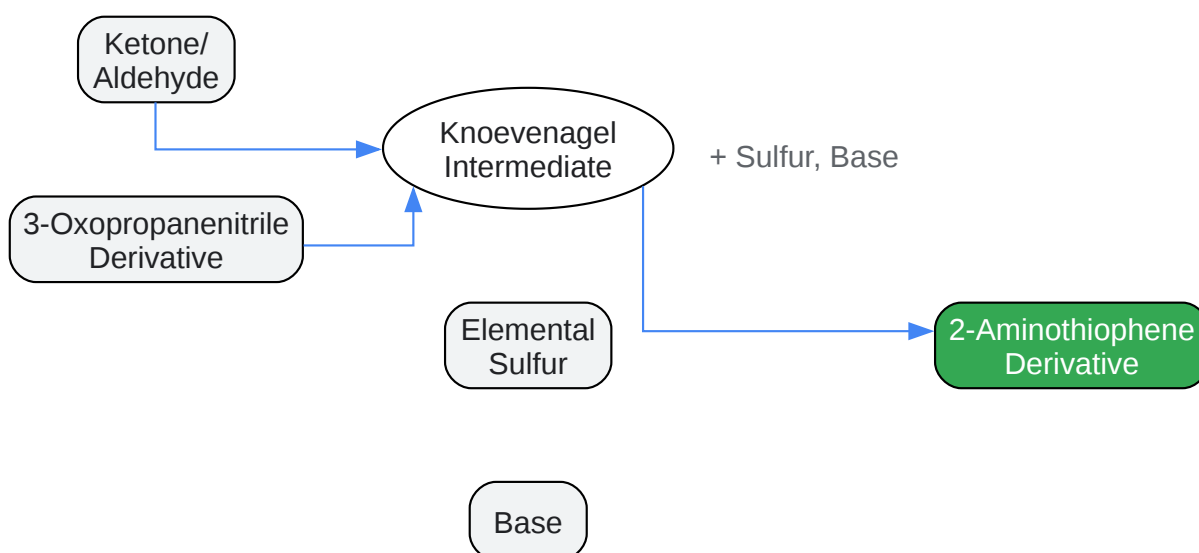 Ketone/
Aldehyde
Knoevenagel
Intermediate
+ Sulfur, Base
3-Oxopropanenitrile
Derivative
Elemental
Sulfur
2-Aminothiophene
Derivative
Base